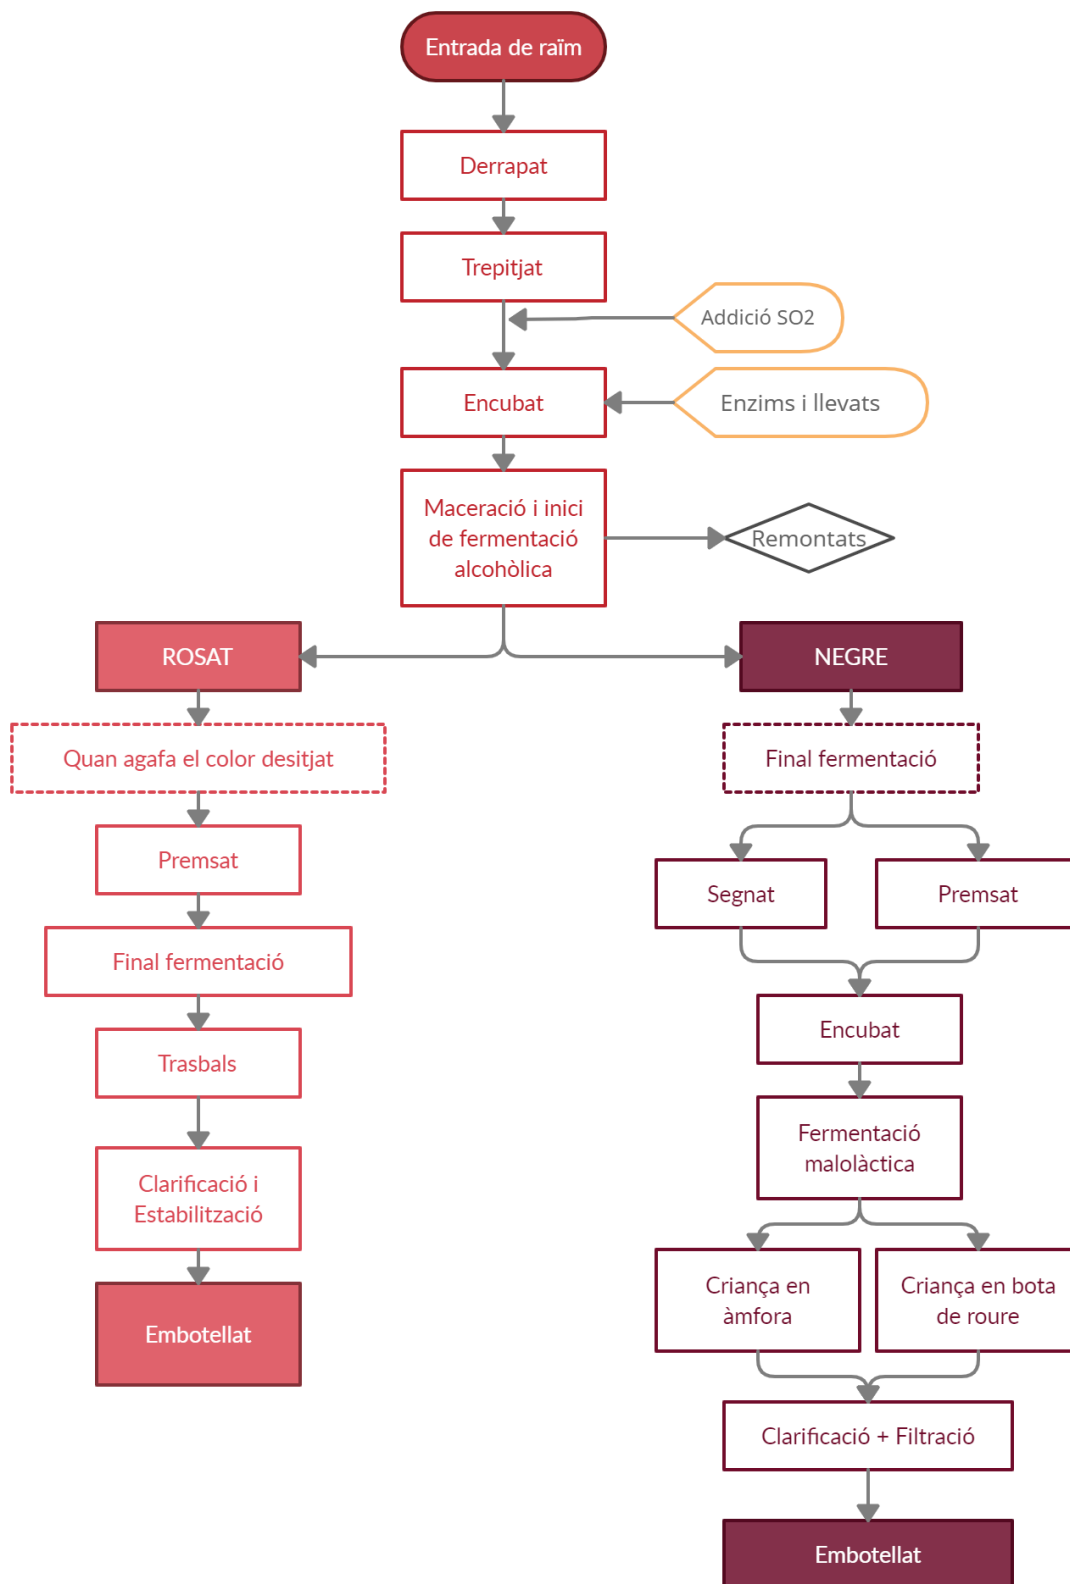 Entrada de raïm
Derrapat
Trepitjat
Addició SO2
Encubat
Enzims i llevats
Maceració i inici
de fermentació
alcohòlica
Remontats
ROSAT
NEGRE
Quan agafa el color desitjat
Final fermentació
Premsat
Segnat
Premsat
Final fermentació
Encubat
Trasbals
Fermentació
malolàctica
Clarificació i
Estabilització
Criança en
àmfora
Criança en bota
de roure
Embotellat
Clarificació + Filtració
Embotellat